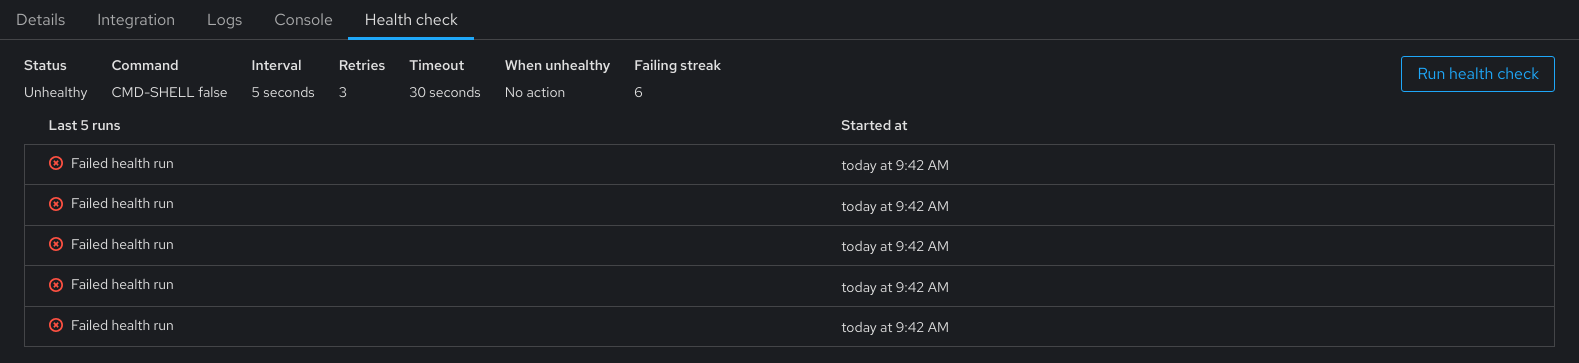 Details Integration Logs Console Health check
Status Command Interval Retries Timeout When unhealthy Failing streak
Run health check
Unhealthy CMD-SHELL false 5 seconds 3 30 seconds No action 6
Last 5 runs Started at
Failed health run today at 9:42 AM
Failed health run today at 9:42 AM
Failed health run today at 9:42 AM
Failed health run today at 9:42 AM
Failed health run today at 9:42 AM